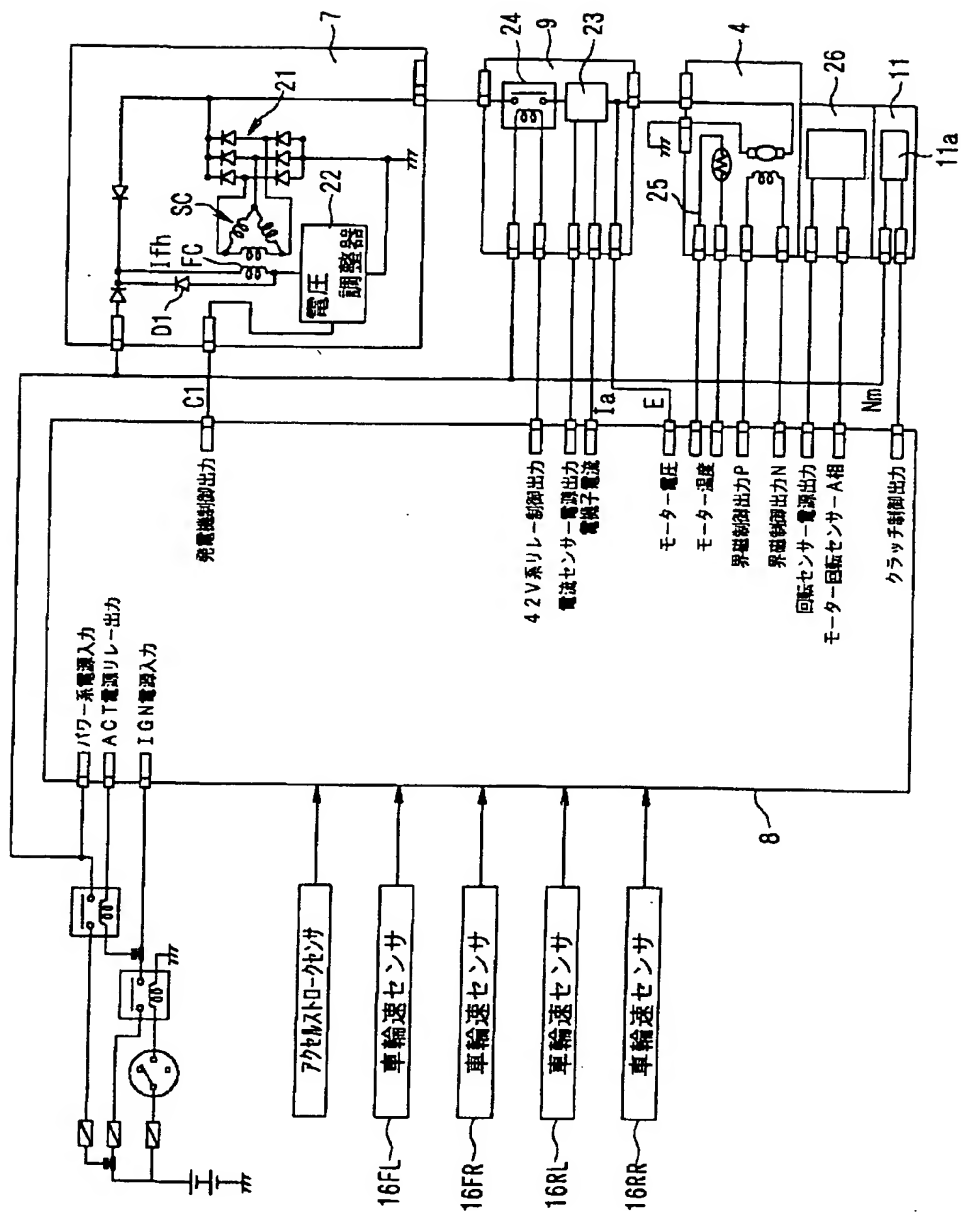 7
21
SC
22
Ifh
FC
電圧
調整器
D1
24
9
23
4
25
26
11
11a
C1
Ia
E
Nm
発電機制御出力
42V系リレー制御出力
電流センサー電源出力
電機子電流
モーター電圧
モーター温度
界磁制御出力P
界磁制御出力N
回転センサー電源出力
モーター回転センサーA相
クラッチ制御出力
パワー系電源入力
ACT電源リレー出力
IGN電源入力
8
アクセルストロークセンサ
車輪速センサ
車輪速センサ
車輪速センサ
車輪速センサ
16FL
16FR
16RL
16RR